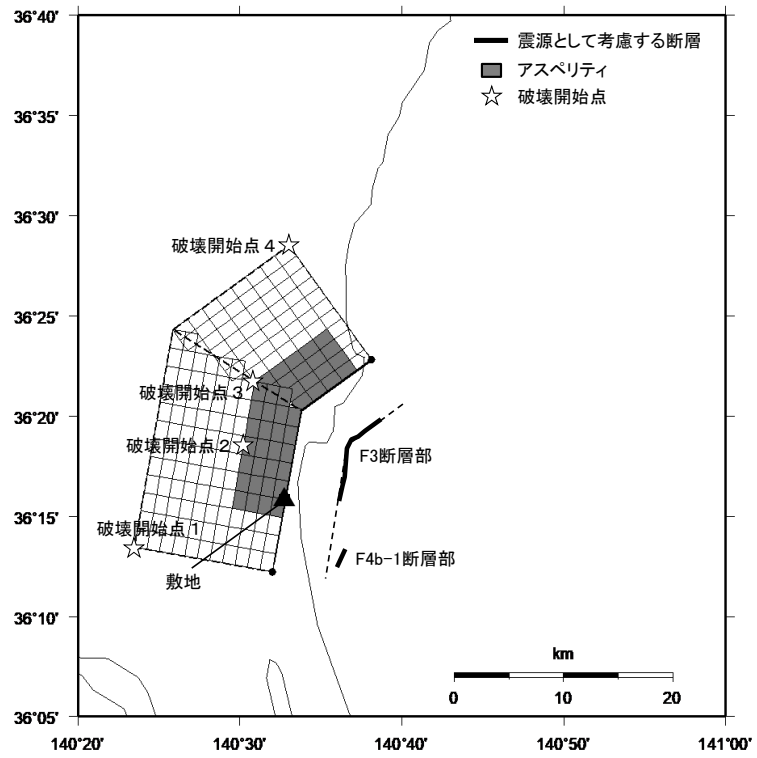 36°40′
36°35′
36°30′
36°25′
36°20′
36°15′
36°10′
36°05′
震源として考慮する断層
アスペリティ
破壊開始点
破壊開始点４
破壊開始点３
破壊開始点２
破壊開始点１
敷地
F3断層部
F4b-1断層部
km
0 10 20
140°20′ 140°30′ 140°40′ 140°50′ 141°00′